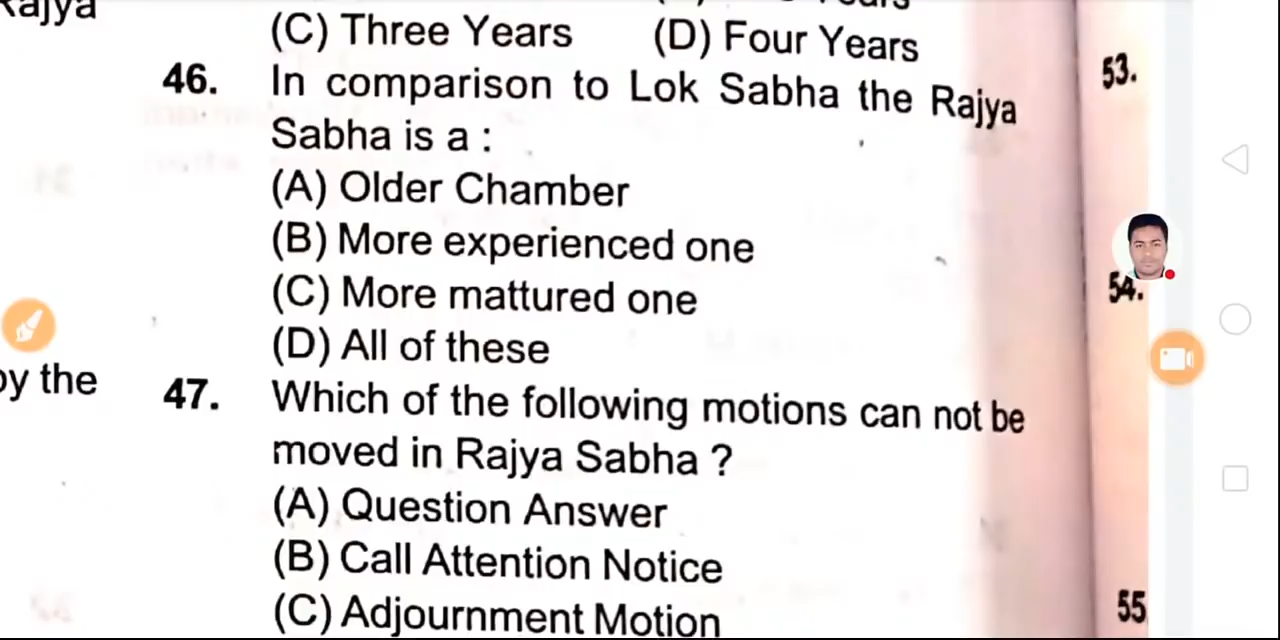 Rajya
(C) Three Years (D) Four Years
46. In comparison to Lok Sabha the Rajya
Sabha is a :
(A) Older Chamber
(B) More experienced one
(C) More mattured one
(D) All of these
by the
47. Which of the following motions can not be
moved in Rajya Sabha ?
(A) Question Answer
(B) Call Attention Notice
(C) Adjournment Motion
53.
54.
55